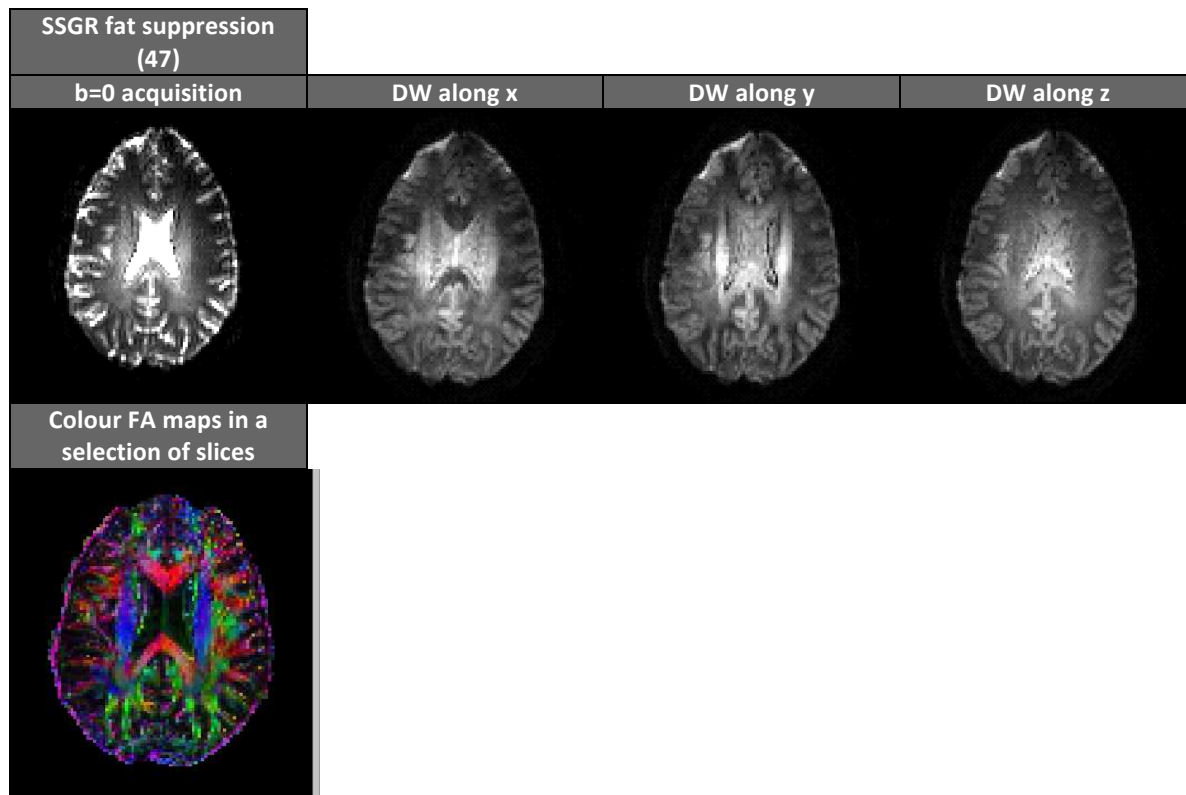 SSGR fat suppression
(47)
b=0 acquisition
DW along x
DW along y
DW along z
Colour FA maps in a
selection of slices